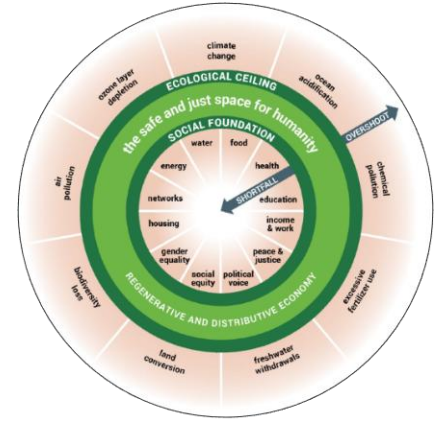 climate
change
ocean
acidification
chemical
pollution
excessive
fertilizer use
freshwater
withdrawals
land
conversion
biodiversity
loss
air
pollution
ozone layer
depletion
ECOLOGICAL CEILING
the safe and just space for humanity
SOCIAL FOUNDATION
OVERSHOOT
SHORTFALL
water
food
health
education
income
& work
peace &
justice
political
voice
social
equity
gender
equality
housing
networks
energy
REGENERATIVE AND DISTRIBUTIVE ECONOMY